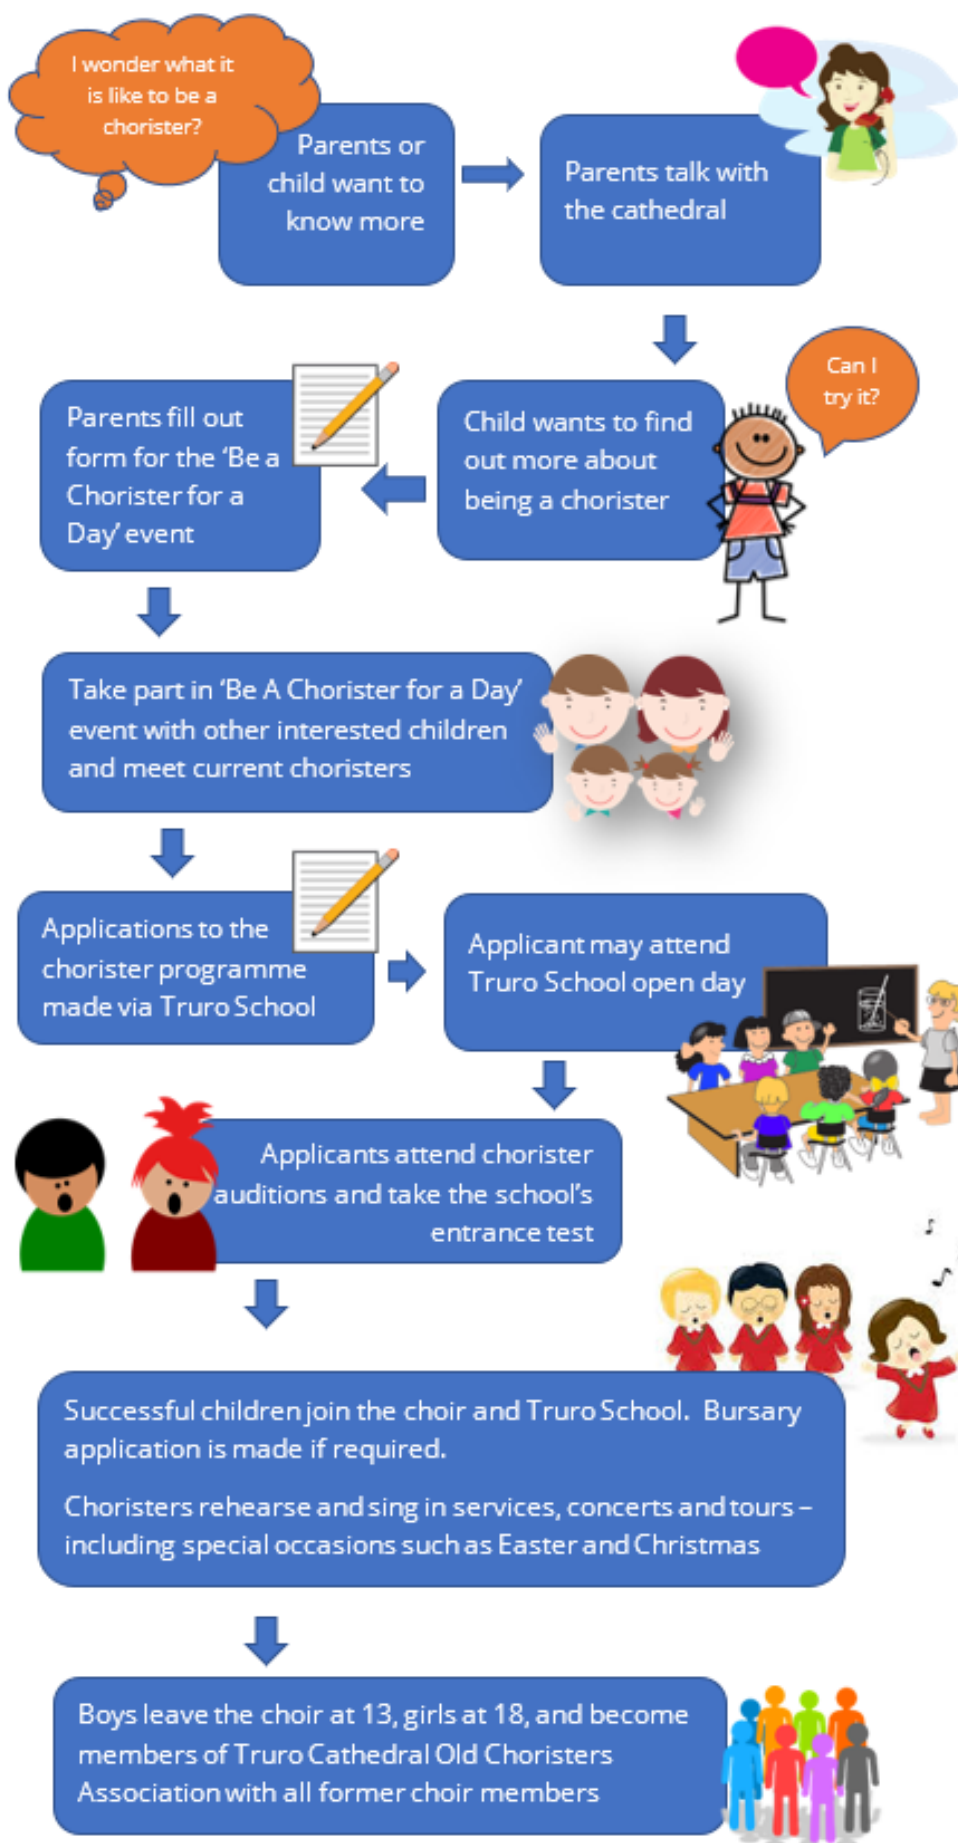 I wonder what it
is like to be a
chorister?
Parents or
child want to
know more
Parents talk with
the cathedral
Can I
try it?
Child wants to find
out more about
being a chorister
Parents fill out
form for the ‘Be a
Chorister for a
Day’ event
Take part in ‘Be A Chorister for a Day’
event with other interested children
and meet current choristers
Applications to the
chorister programme
made via Truro School
Applicant may attend
Truro School open day
Applicants attend chorister
auditions and take the school’s
entrance test
Successful children join the choir and Truro School. Bursary
application is made if required.
Choristers rehearse and sing in services, concerts and tours –
including special occasions such as Easter and Christmas
Boys leave the choir at 13, girls at 18, and become
members of Truro Cathedral Old Choristers
Association with all former choir members